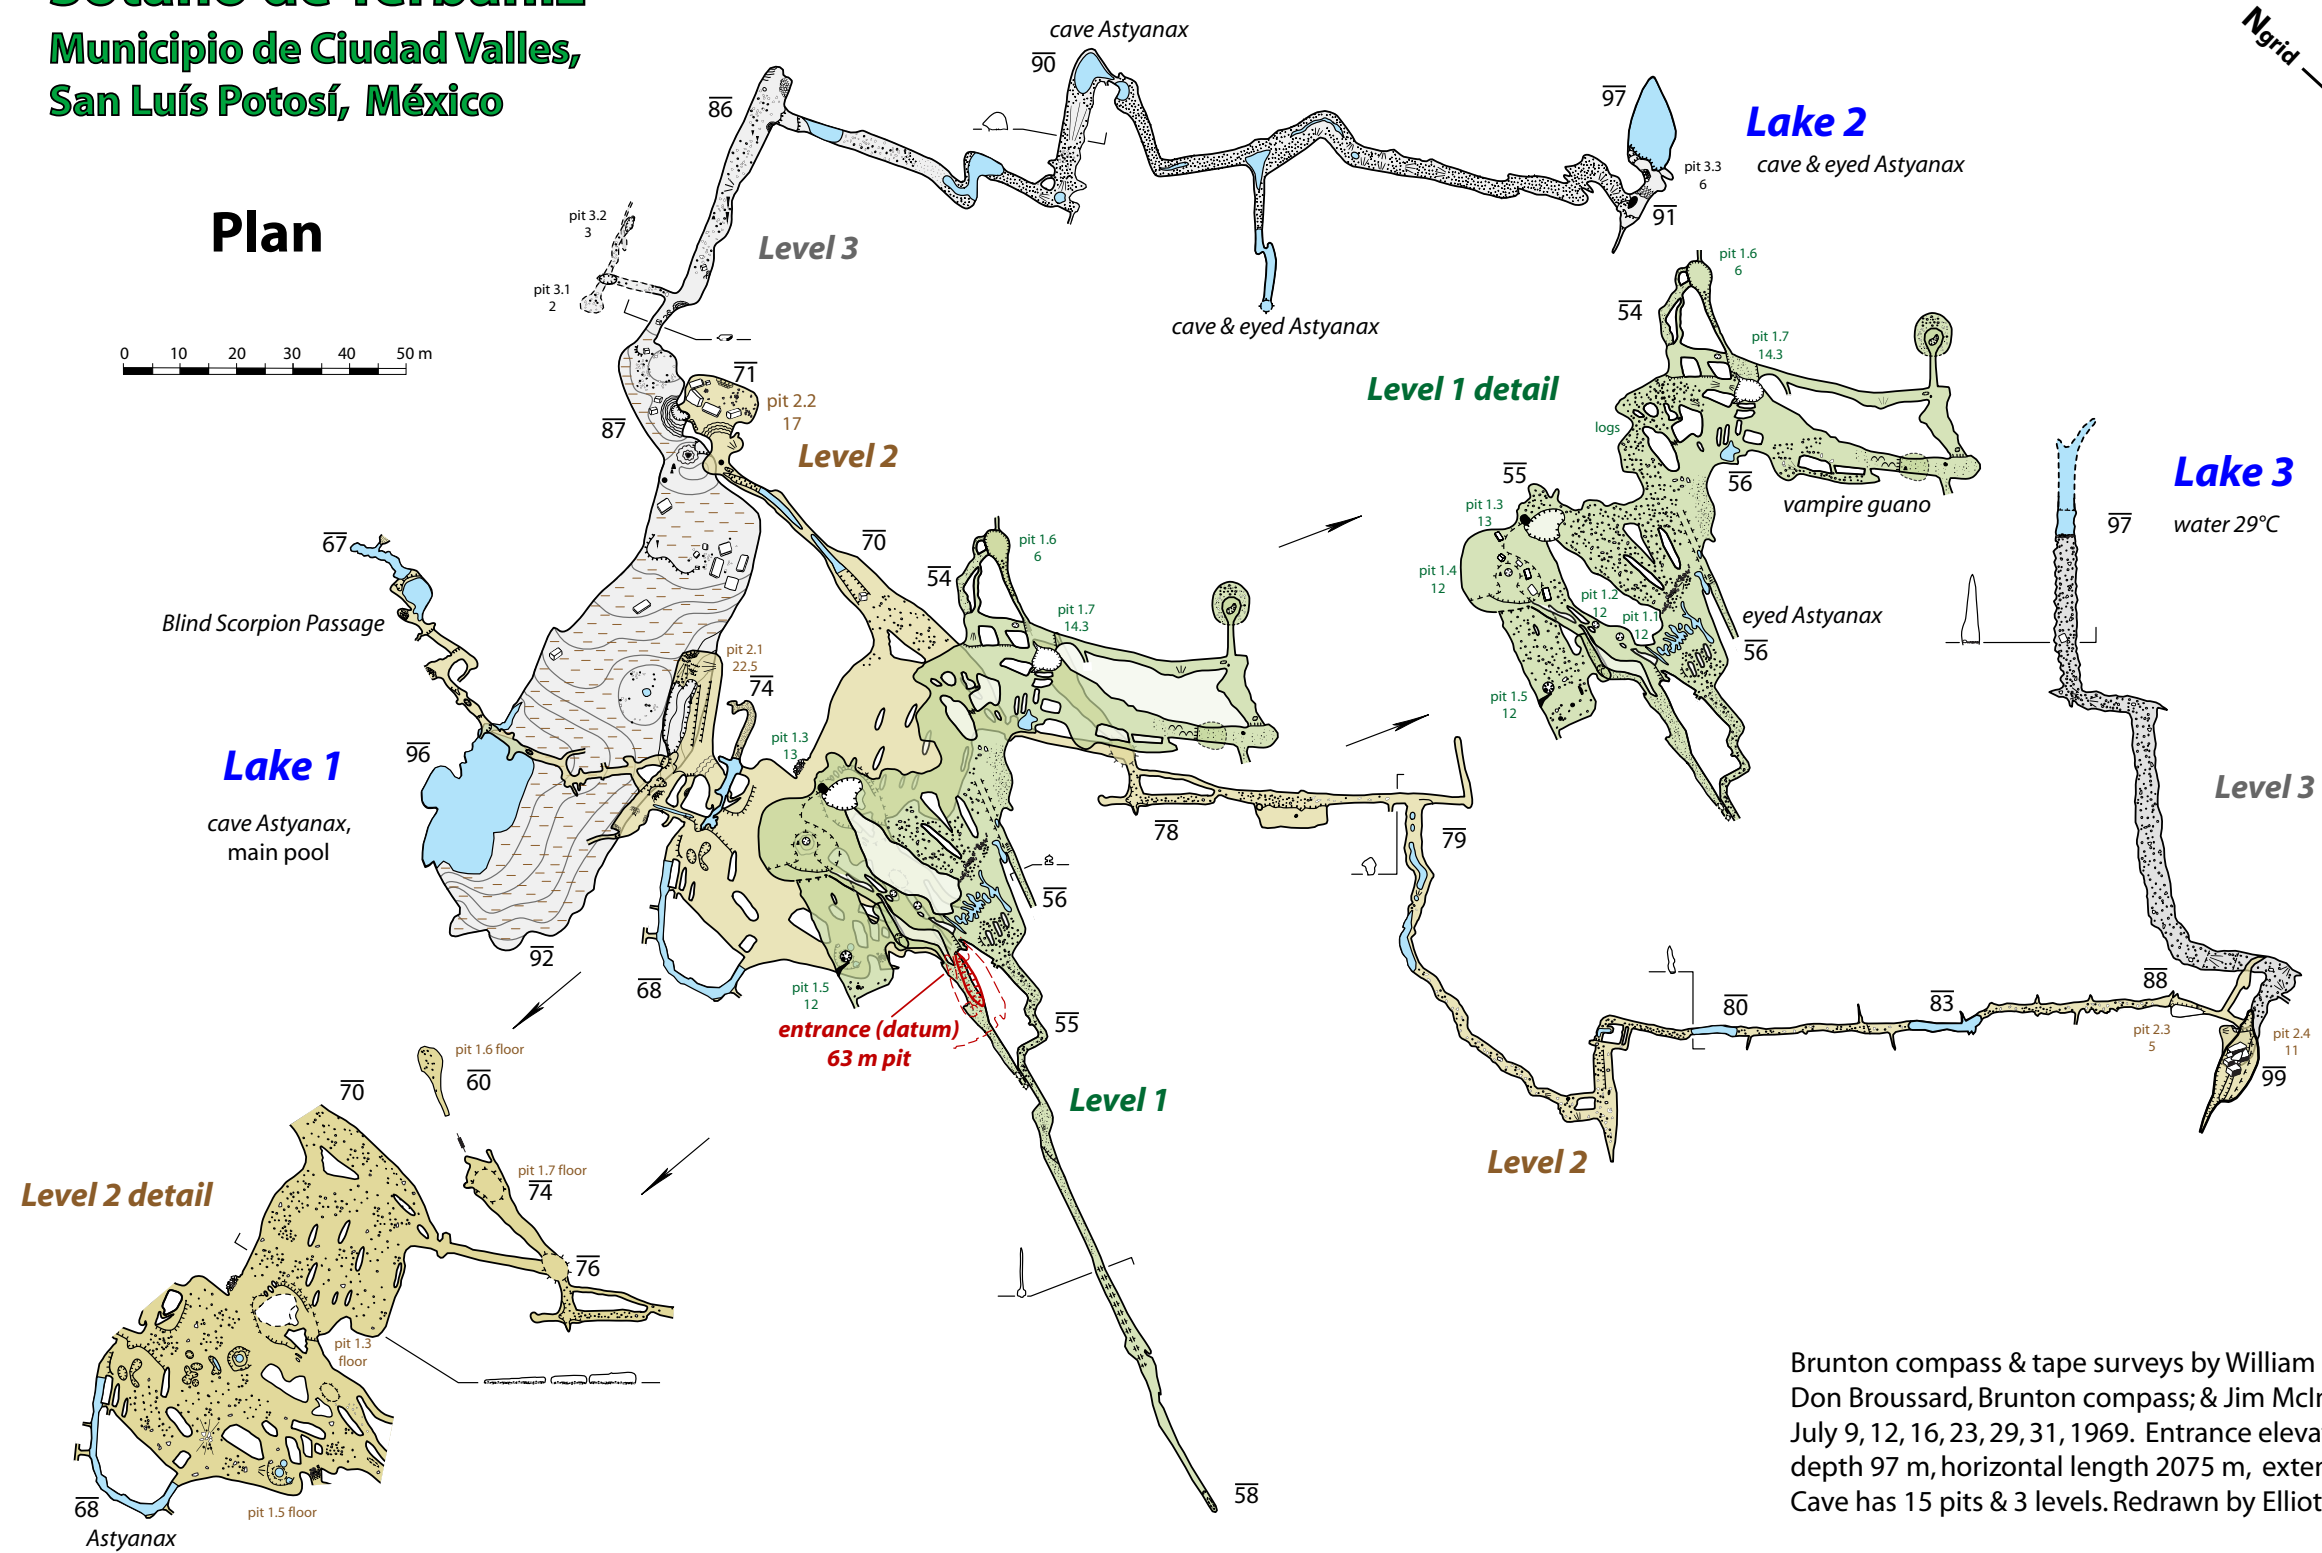 Sótano de Yerbaniz
Municipio de Ciudad Valles,
San Luís Potosí, México
Plan
0 10 20 30 40 50 m
Ngrid
cave Astyanax
90
86
97
Lake 2
cave & eyed Astyanax
pit 3.3
6
91
pit 3.2
3
pit 3.1
2
Level 3
cave & eyed Astyanax
pit 1.6
6
54
pit 1.7
14.3
Level 1 detail
logs
55
56
vampire guano
pit 1.3
13
pit 1.4
12
pit 1.2
12
pit 1.1
12
eyed Astyanax
56
pit 1.5
12
Lake 3
97
water 29°C
Level 3
71
pit 2.2
17
87
Level 2
67
70
Blind Scorpion Passage
54
pit 1.6
6
pit 1.7
14.3
pit 2.1
22.5
74
96
Lake 1
cave Astyanax,
main pool
pit 1.3
13
78
79
56
92
68
pit 1.5
12
entrance (datum)
63 m pit
55
Level 1
88
80
83
pit 2.3
5
pit 2.4
11
99
Level 2
pit 1.6 floor
60
70
Level 2 detail
pit 1.7 floor
74
76
pit 1.3
floor
68
pit 1.5 floor
Astyanax
58
Brunton compass & tape surveys by William
Don Broussard, Brunton compass; & Jim McIn
July 9, 12, 16, 23, 29, 31, 1969. Entrance eleva
depth 97 m, horizontal length 2075 m, exter
Cave has 15 pits & 3 levels. Redrawn by Elliot